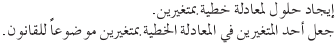 إيجاد حلول لمعادلة خطية بمتغيرين.
جعل أحد المتغيرين في المعادلة الخطية بمتغيرين موضوعاً للقانون.